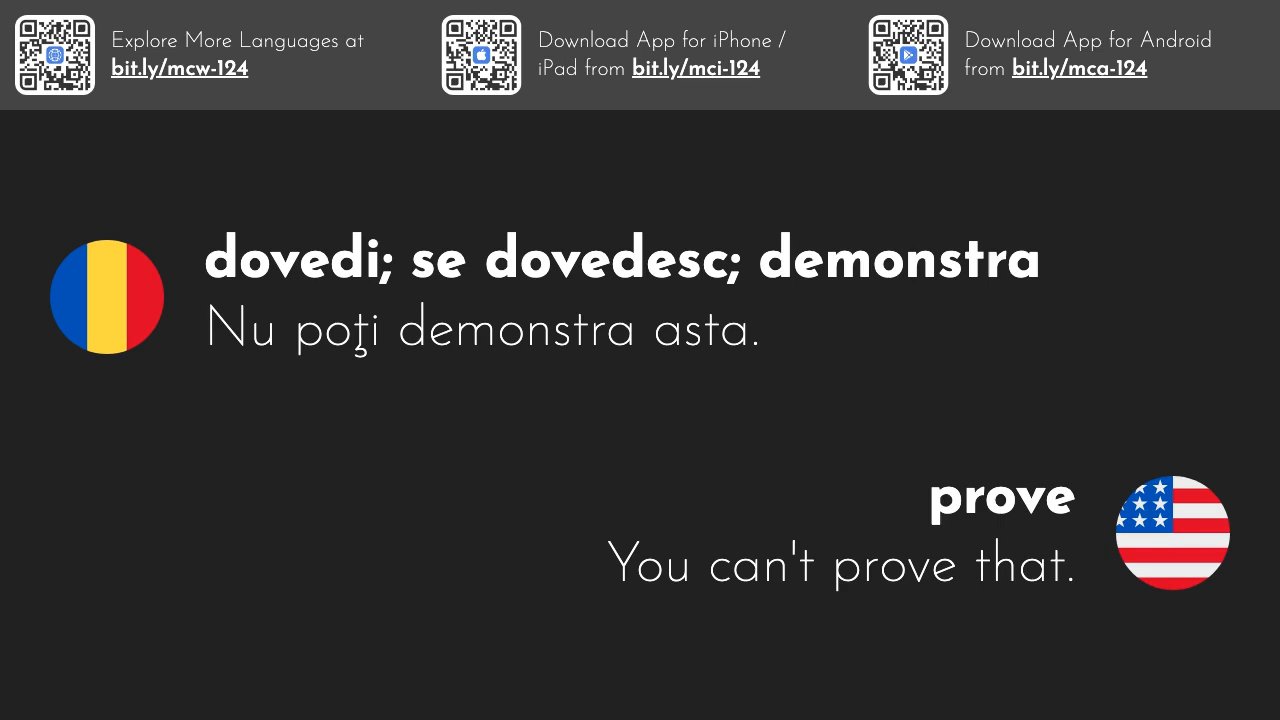 Explore More Languages at
bit.ly/mcw-124
Download App for iPhone /
iPad from bit.ly/mci-124
Download App for Android
from bit.ly/mca-124
dovedi; se dovedesc; demonstra
Nu poţi demonstra asta.
prove
You can't prove that.